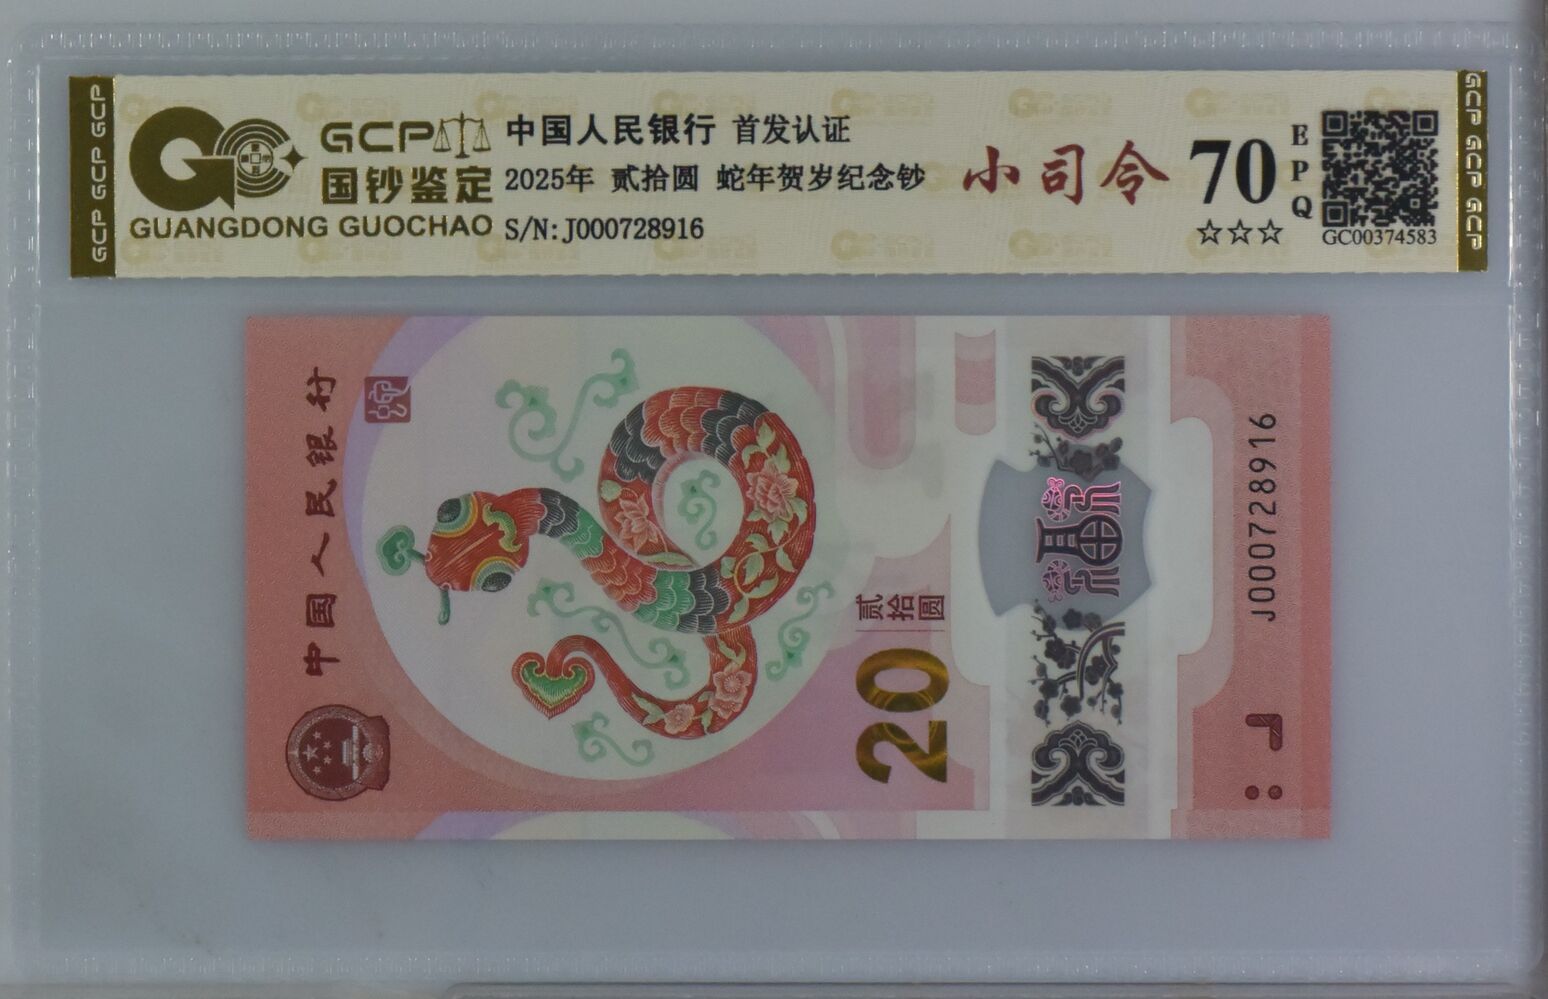 GCP GCP GCP
GCP
国钞鉴定
GUANGDONG GUOCHAO
中国人民银行 首发认证
2025年 贰拾圆 蛇年贺岁纪念钞
S/N:J000728916
小司令
70
EPQ
☆☆☆
GC00374583
GCP GCP GCP
中国人民银行
蛇
贰拾圆
20
J000728916